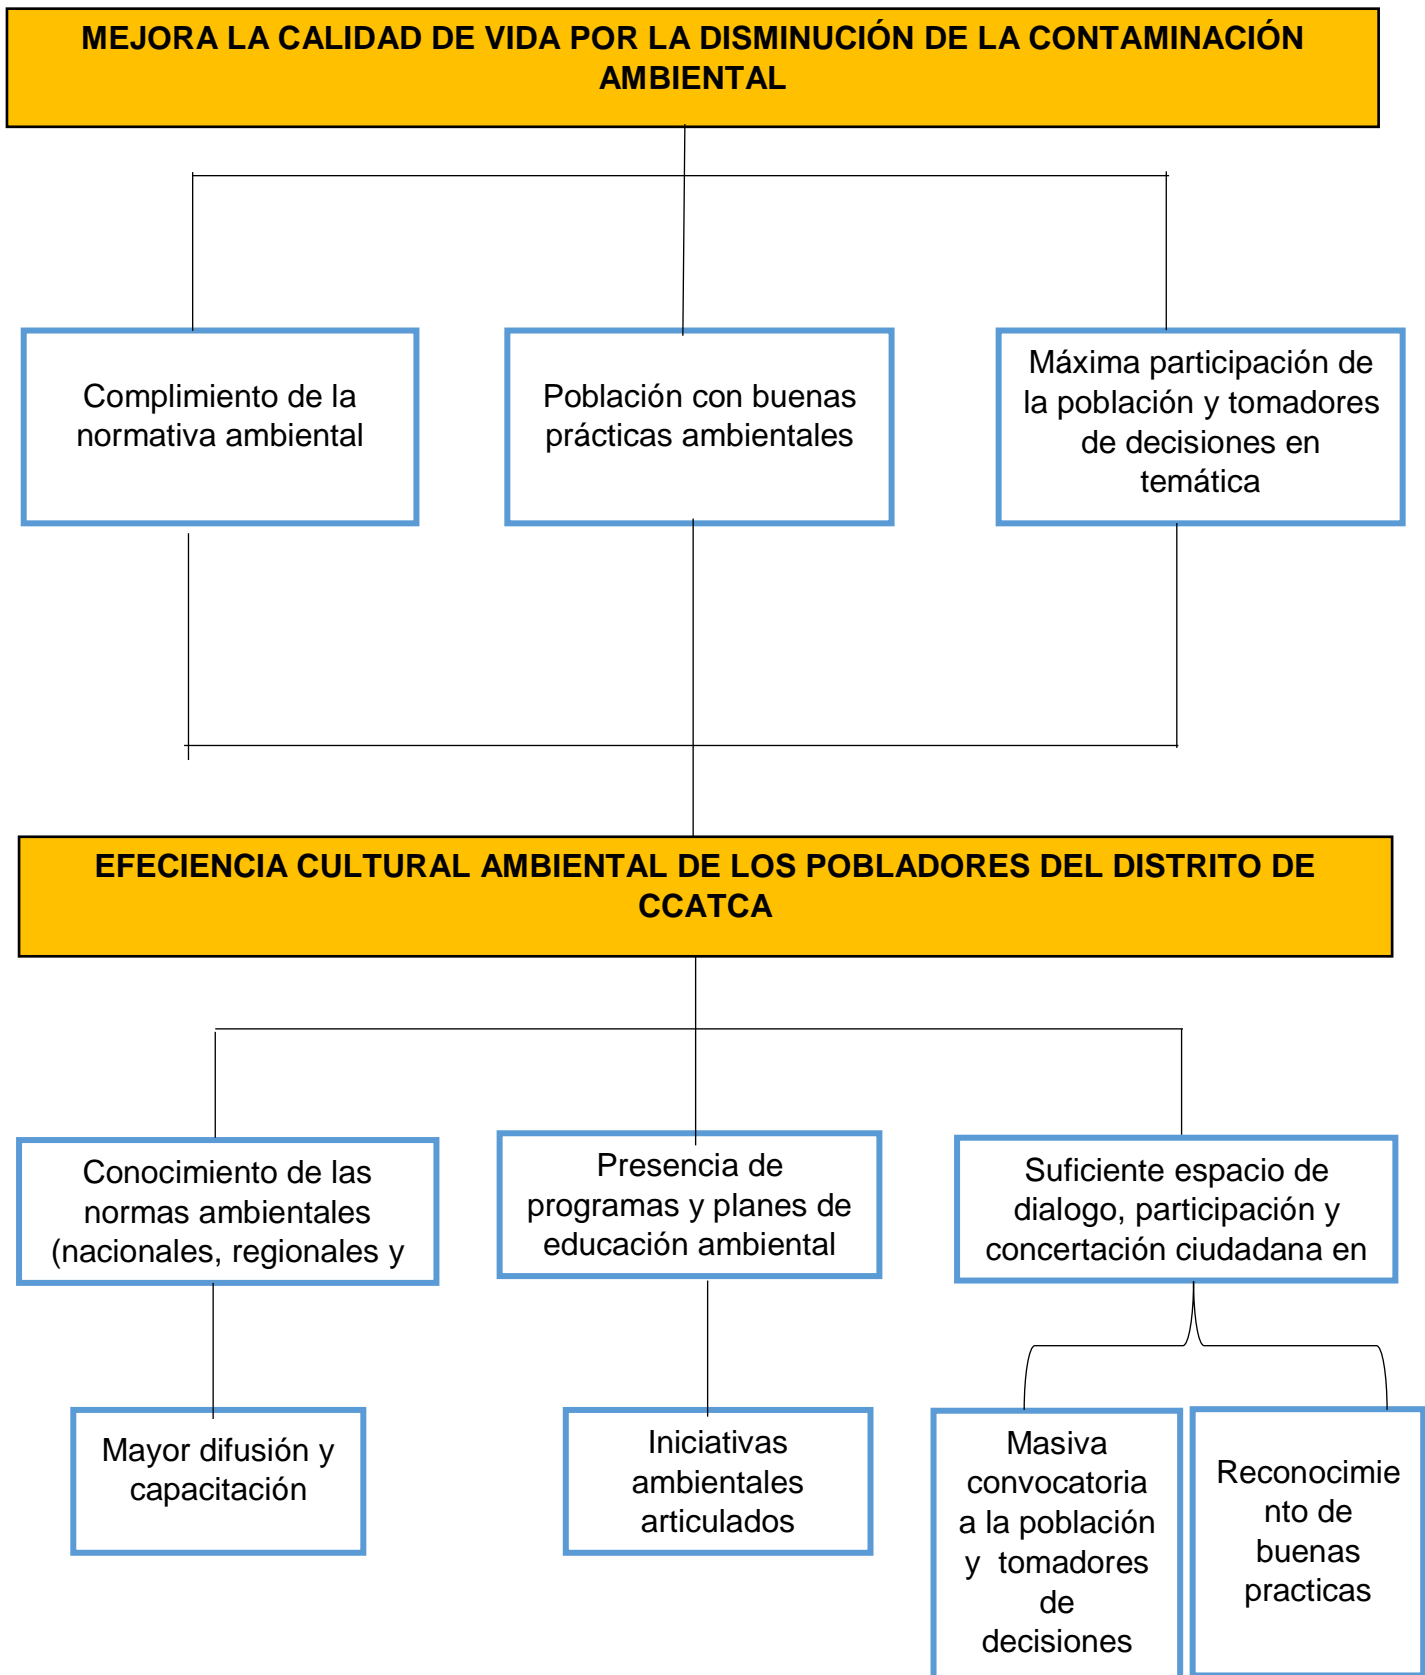 MEJORA LA CALIDAD DE VIDA POR LA DISMINUCIÓN DE LA CONTAMINACIÓN
AMBIENTAL
Complimiento de la
normativa ambiental
Población con buenas
prácticas ambientales
Máxima participación de
la población y tomadores
de decisiones en
temática
EFECIENCIA CULTURAL AMBIENTAL DE LOS POBLADORES DEL DISTRITO DE
CCATCA
Conocimiento de las
normas ambientales
(nacionales, regionales y
Presencia de
programas y planes de
educación ambiental
Suficiente espacio de
dialogo, participación y
concertación ciudadana en
Mayor difusión y
capacitación
Iniciativas
ambientales
articulados
Masiva
convocatoria
a la población
y tomadores
de
decisiones
Reconocimie
nto de
buenas
practicas